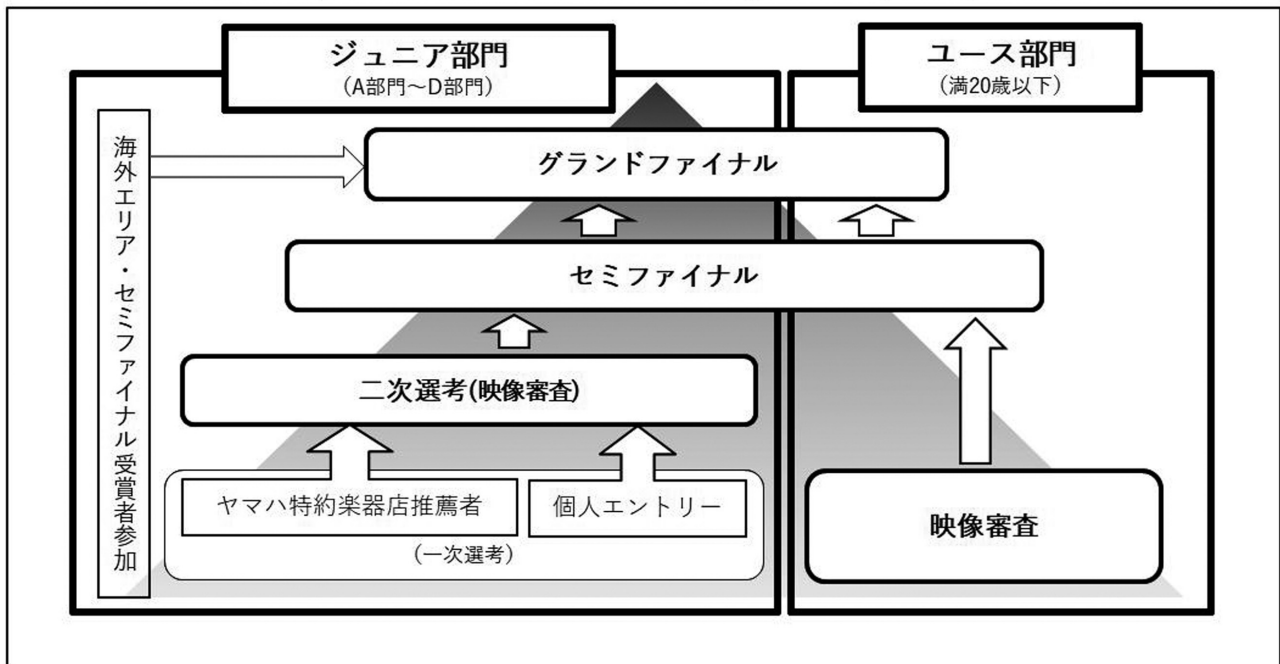 ジュニア部門
(A部門～D部門)
ユース部門
(満20歳以下)
海外エリア・セミファイナル受賞者参加
グランドファイナル
セミファイナル
二次選考(映像審査)
ヤマハ特約楽器店推薦者
個人エントリー
(一次選考)
映像審査